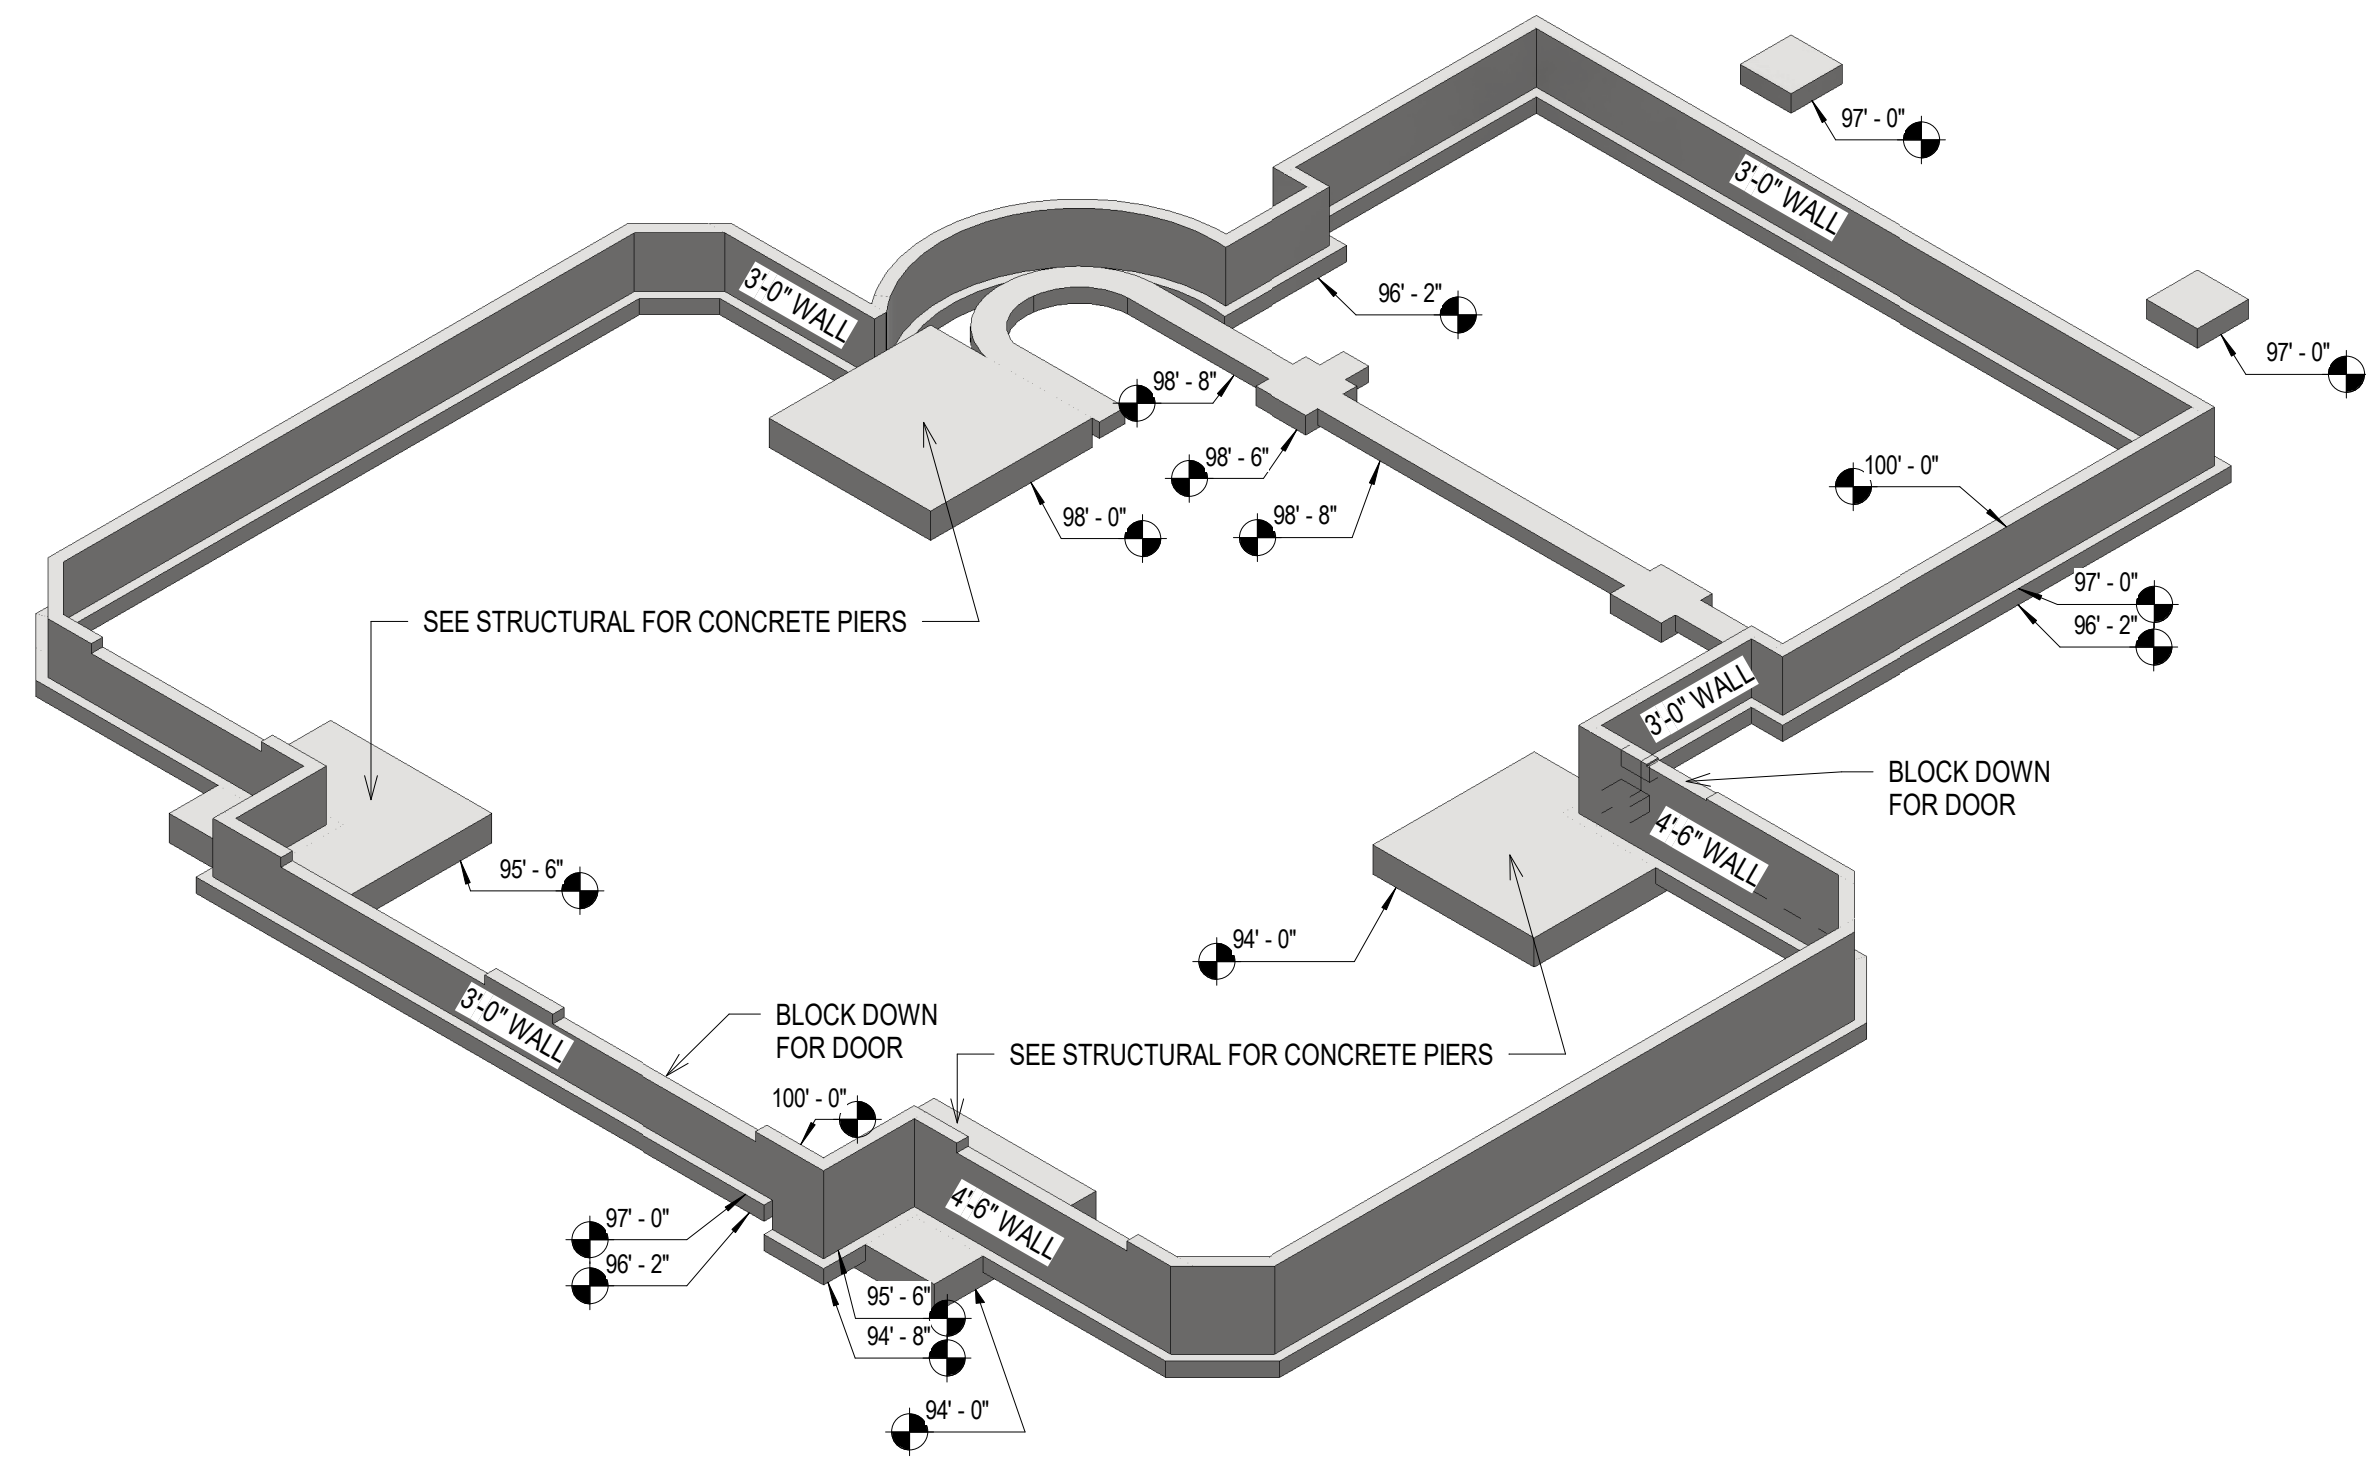 97' - 0"
3'-0" WALL
3'-0" WALL
96' - 2"
97' - 0"
98' - 8"
98' - 6"
100' - 0"
98' - 0"
98' - 8"
97' - 0"
96' - 2"
SEE STRUCTURAL FOR CONCRETE PIERS
3'-0" WALL
BLOCK DOWN
FOR DOOR
4'-6" WALL
95' - 6"
94' - 0"
3'-0" WALL
BLOCK DOWN
FOR DOOR
SEE STRUCTURAL FOR CONCRETE PIERS
100' - 0"
4'-6" WALL
97' - 0"
96' - 2"
95' - 6"
94' - 8"
94' - 0"